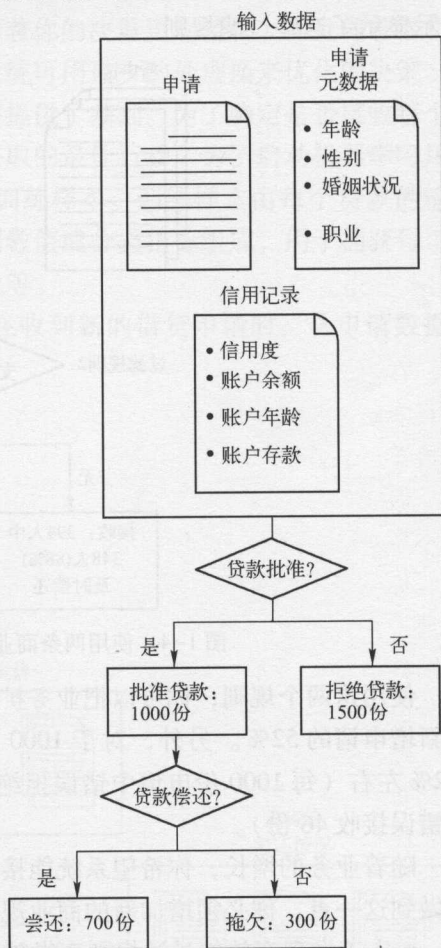 输入数据
申请
申请
元数据
• 年龄
• 性别
• 婚姻状况
• 职业
信用记录
• 信用度
• 账户余额
• 账户年龄
• 账户存款
贷款批准?
是
否
批准贷款:
1000份
拒绝贷款:
1500份
贷款偿还?
是
否
尝还: 700份
拖欠: 300份